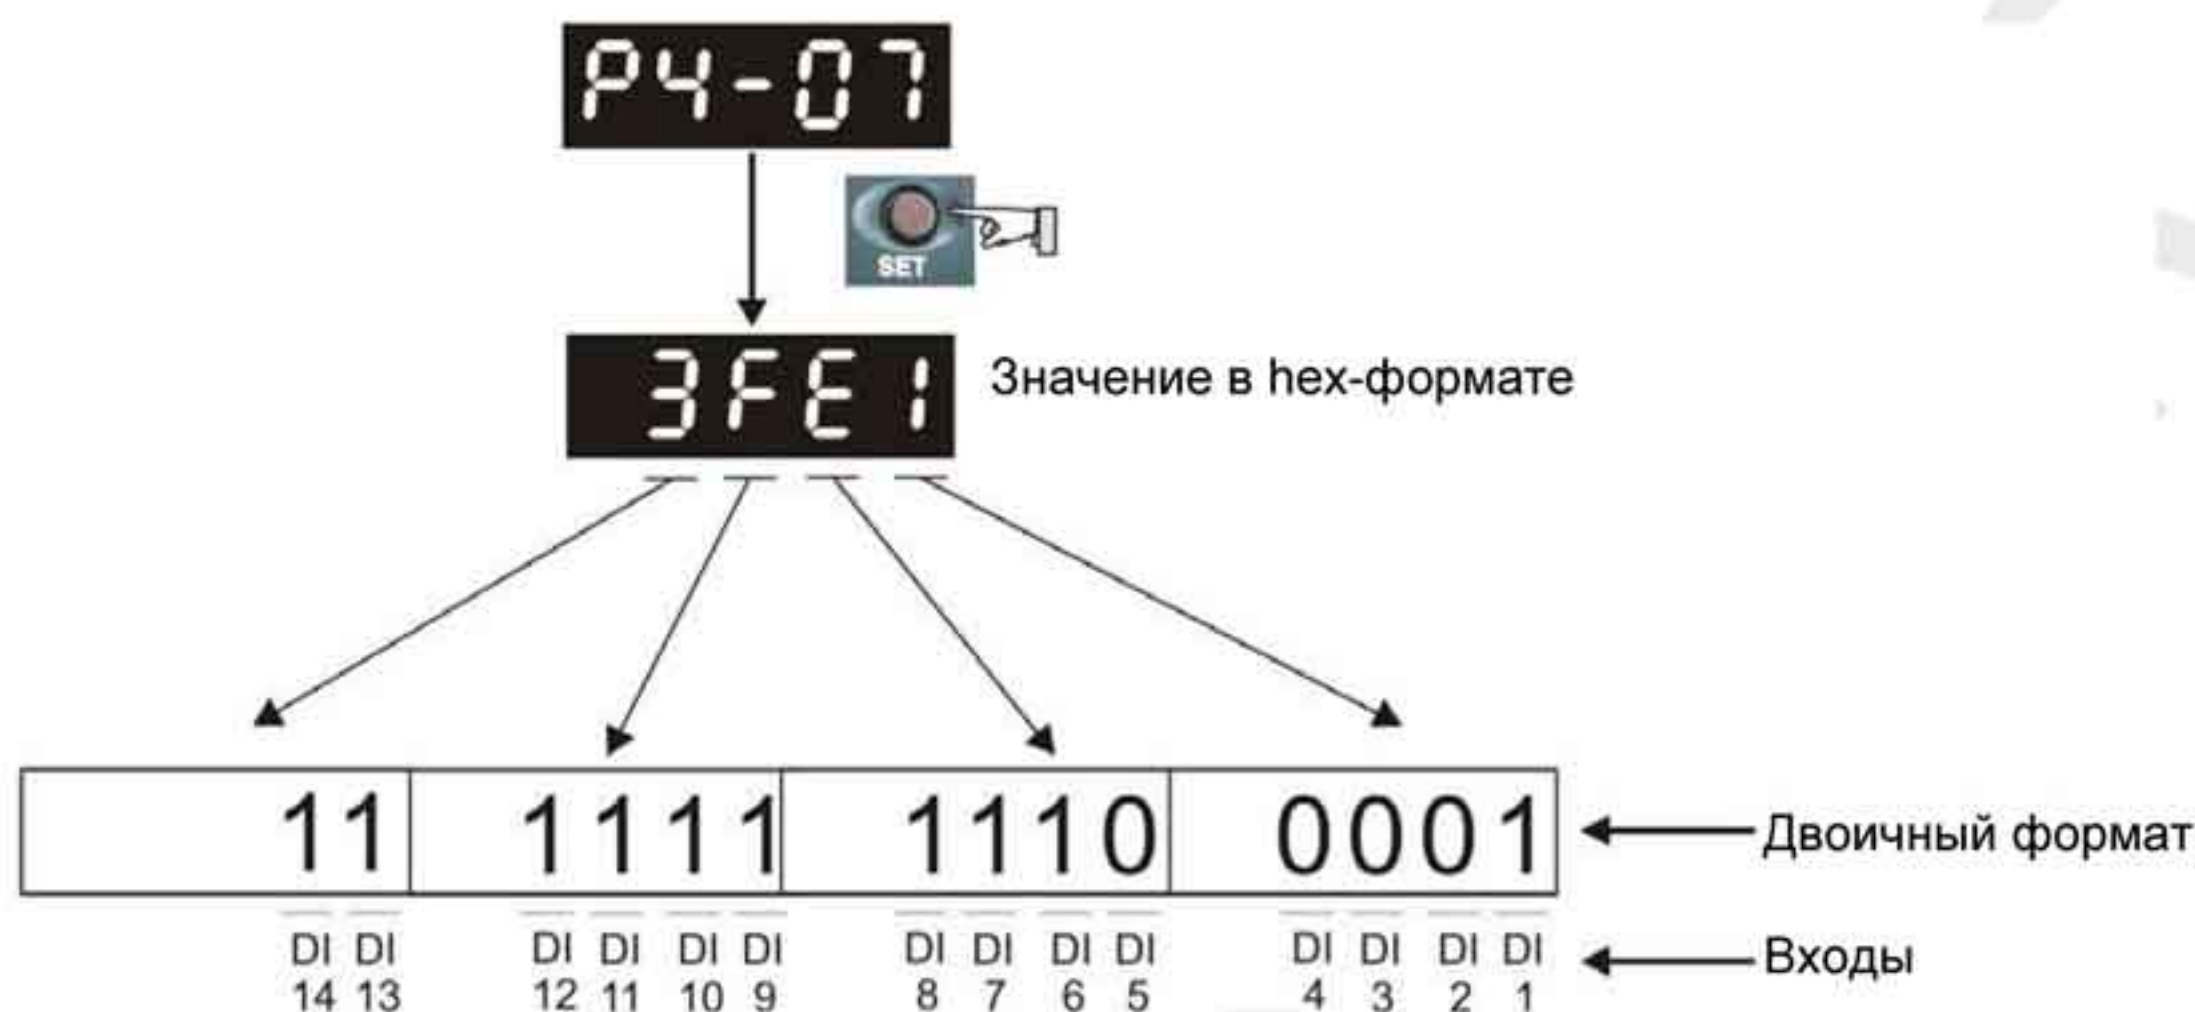 P4-07
SET
3FE1 Значение в hex-формате
11 1111 1110 0001 Двоичный формат
DI DI DI DI DI DI DI DI DI DI DI DI DI DI Входы
14 13 12 11 10 9 8 7 6 5 4 3 2 1